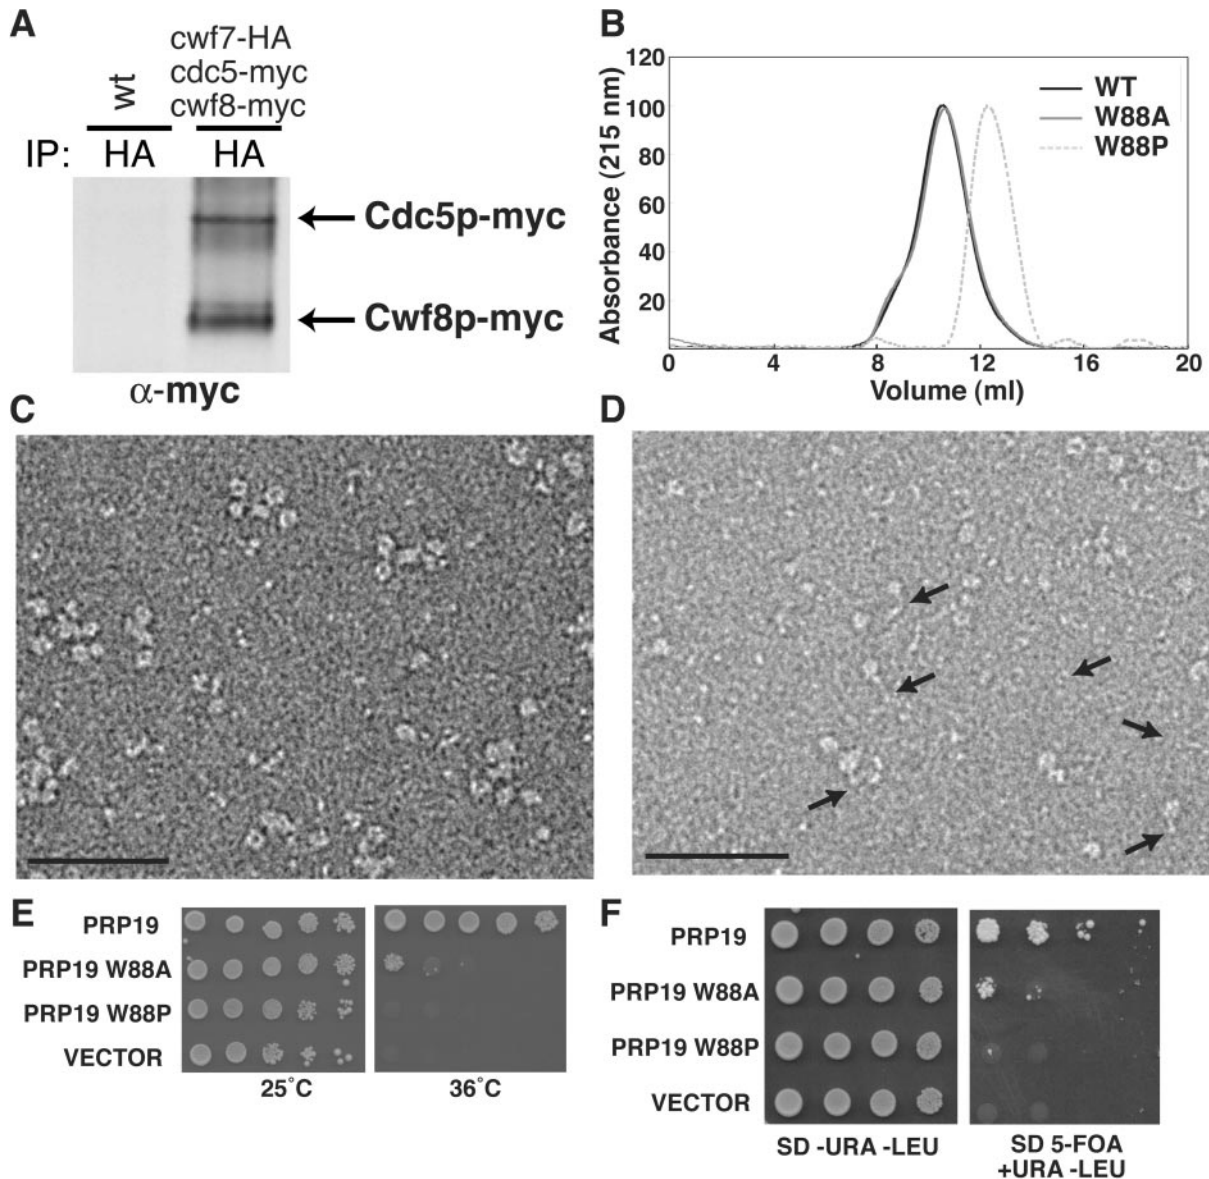 A
wt
cwf7-HA
cdc5-myc
cwf8-myc
IP: HA HA
Cdc5p-myc
Cwf8p-myc
α-myc
B
Absorbance (215 nm)
120
100
80
60
40
20
0 4 8 12 16 20
Volume (ml)
WT
W88A
W88P
C
D
E
PRP19
PRP19 W88A
PRP19 W88P
VECTOR
25˚C 36˚C
F
PRP19
PRP19 W88A
PRP19 W88P
VECTOR
SD -URA -LEU
SD 5-FOA
+URA -LEU